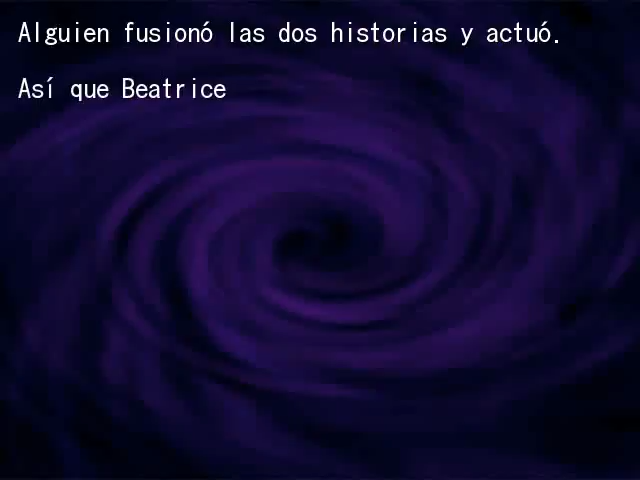 Alguien fusionó las dos historias y actuó.
Así que Beatrice